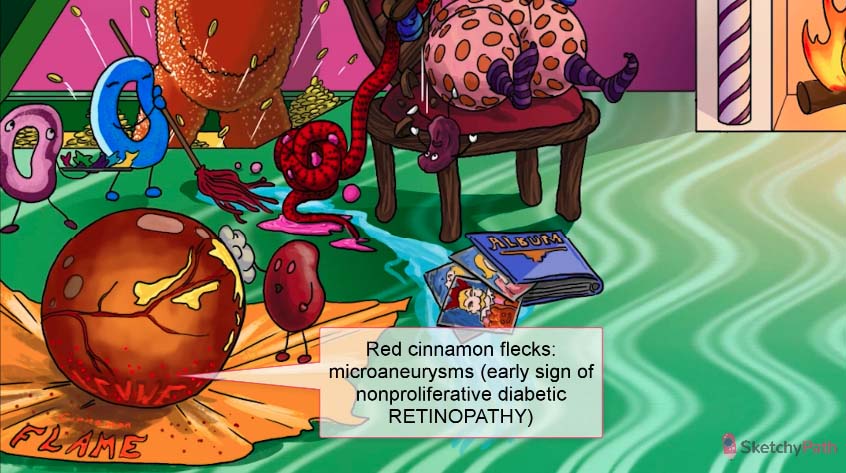 ALBUM
Red cinnamon flecks:
microaneurysms (early sign of
nonproliferative diabetic
RETINOPATHY)
FLAME
SketchyPath